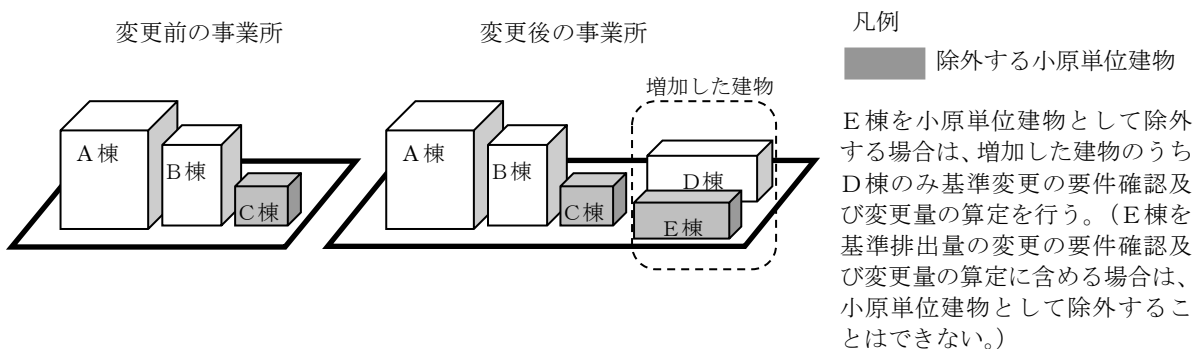 変更前の事業所
A棟
B棟
C棟
変更後の事業所
増加した建物
A棟
B棟
C棟
D棟
E棟
凡例
除外する小原単位建物
E棟を小原単位建物として除外
する場合は、増加した建物のうち
D棟のみ基準変更の要件確認及
び変更量の算定を行う。（E棟を
基準排出量の変更の要件確認及
び変更量の算定に含める場合は、
小原単位建物として除外するこ
とはできない。）